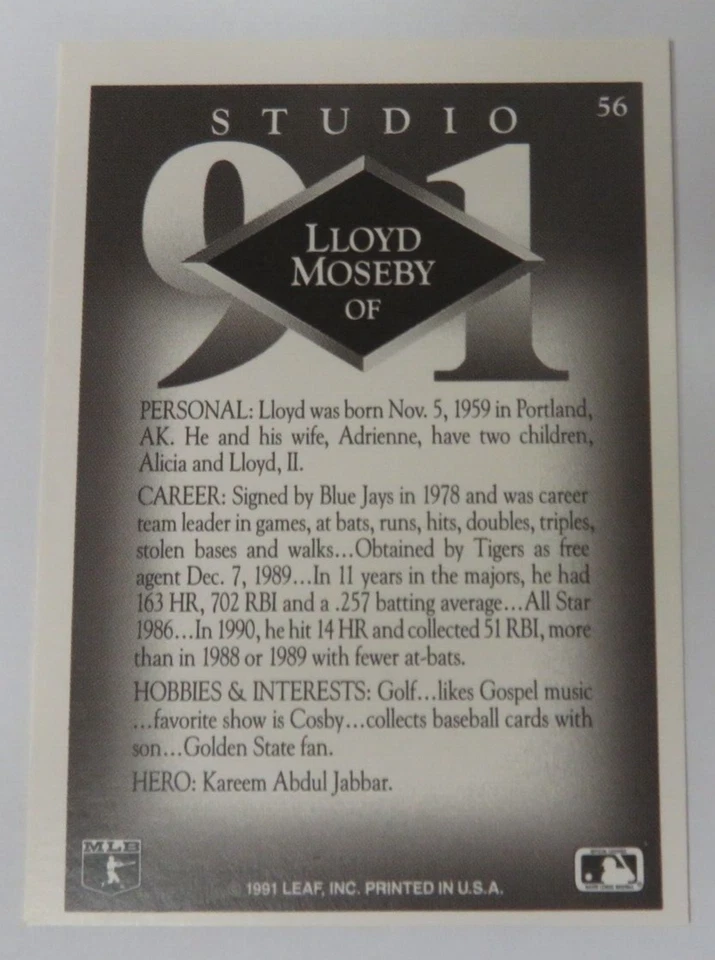 56
STUDIO
91
LLOYD
MOSEBY
OF
PERSONAL: Lloyd was born Nov. 5, 1959 in Portland,
AK. He and his wife, Adrienne, have two children,
Alicia and Lloyd, II.
CAREER: Signed by Blue Jays in 1978 and was career
team leader in games, at bats, runs, hits, doubles, triples,
stolen bases and walks...Obtained by Tigers as free
agent Dec. 7, 1989...In 11 years in the majors, he had
163 HR, 702 RBI and a .257 batting average...All Star
1986...In 1990, he hit 14 HR and collected 51 RBI, more
than in 1988 or 1989 with fewer at-bats.
HOBBIES & INTERESTS: Golf...likes Gospel music
...favorite show is Cosby...collects baseball cards with
son...Golden State fan.
HERO: Kareem Abdul Jabbar.
MLB
©1991 LEAF, INC. PRINTED IN U.S.A.